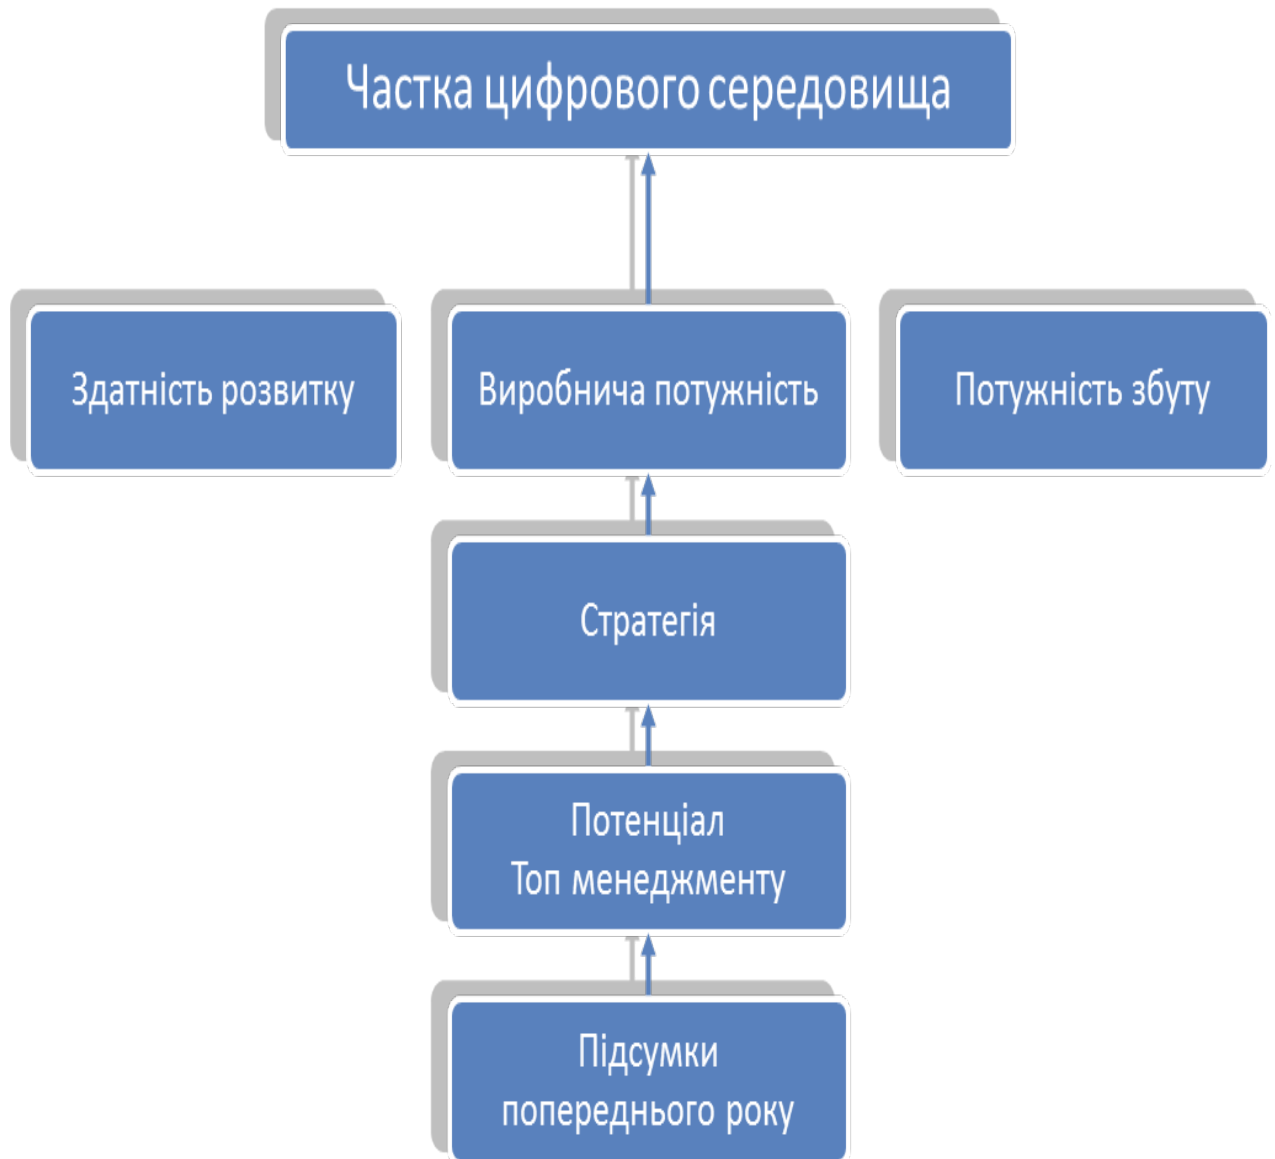 Частка цифрового середовища
Здатність розвитку
Виробнича потужність
Потужність збуту
Стратегія
Потенціал
Топ менеджменту
Підсумки
попереднього року